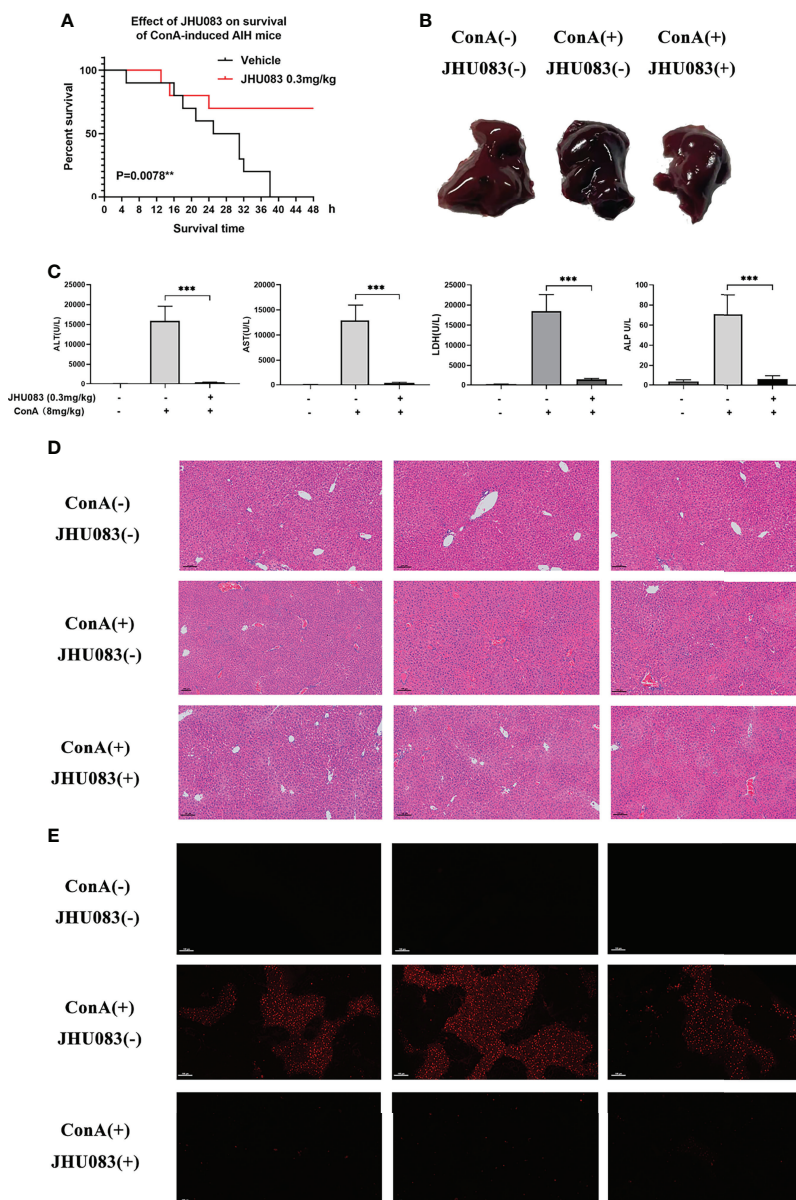 A
Effect of JHU083 on survival
of ConA-induced AIH mice
Vehicle
JHU083 0.3mg/kg
Percent survival
100
50
0
P=0.0078**
0 4 8 12 16 20 24 28 32 36 40 44 48 h
Survival time
B
ConA(-) ConA(+) ConA(+)
JHU083(-) JHU083(-) JHU083(+)
C
ALT(U/L)
25000
20000
15000
10000
5000
0
***
AST(U/L)
20000
15000
10000
5000
0
***
LDH(U/L)
25000
20000
15000
10000
5000
0
***
ALP U/L
80
60
40
20
0
***
JHU083 (0.3mg/kg) - - + - - + - - + - - +
ConA (8mg/kg) - + + - + + - + + - + +
D
ConA(-)
JHU083(-)
ConA(+)
JHU083(-)
ConA(+)
JHU083(+)
E
ConA(-)
JHU083(-)
ConA(+)
JHU083(-)
ConA(+)
JHU083(+)